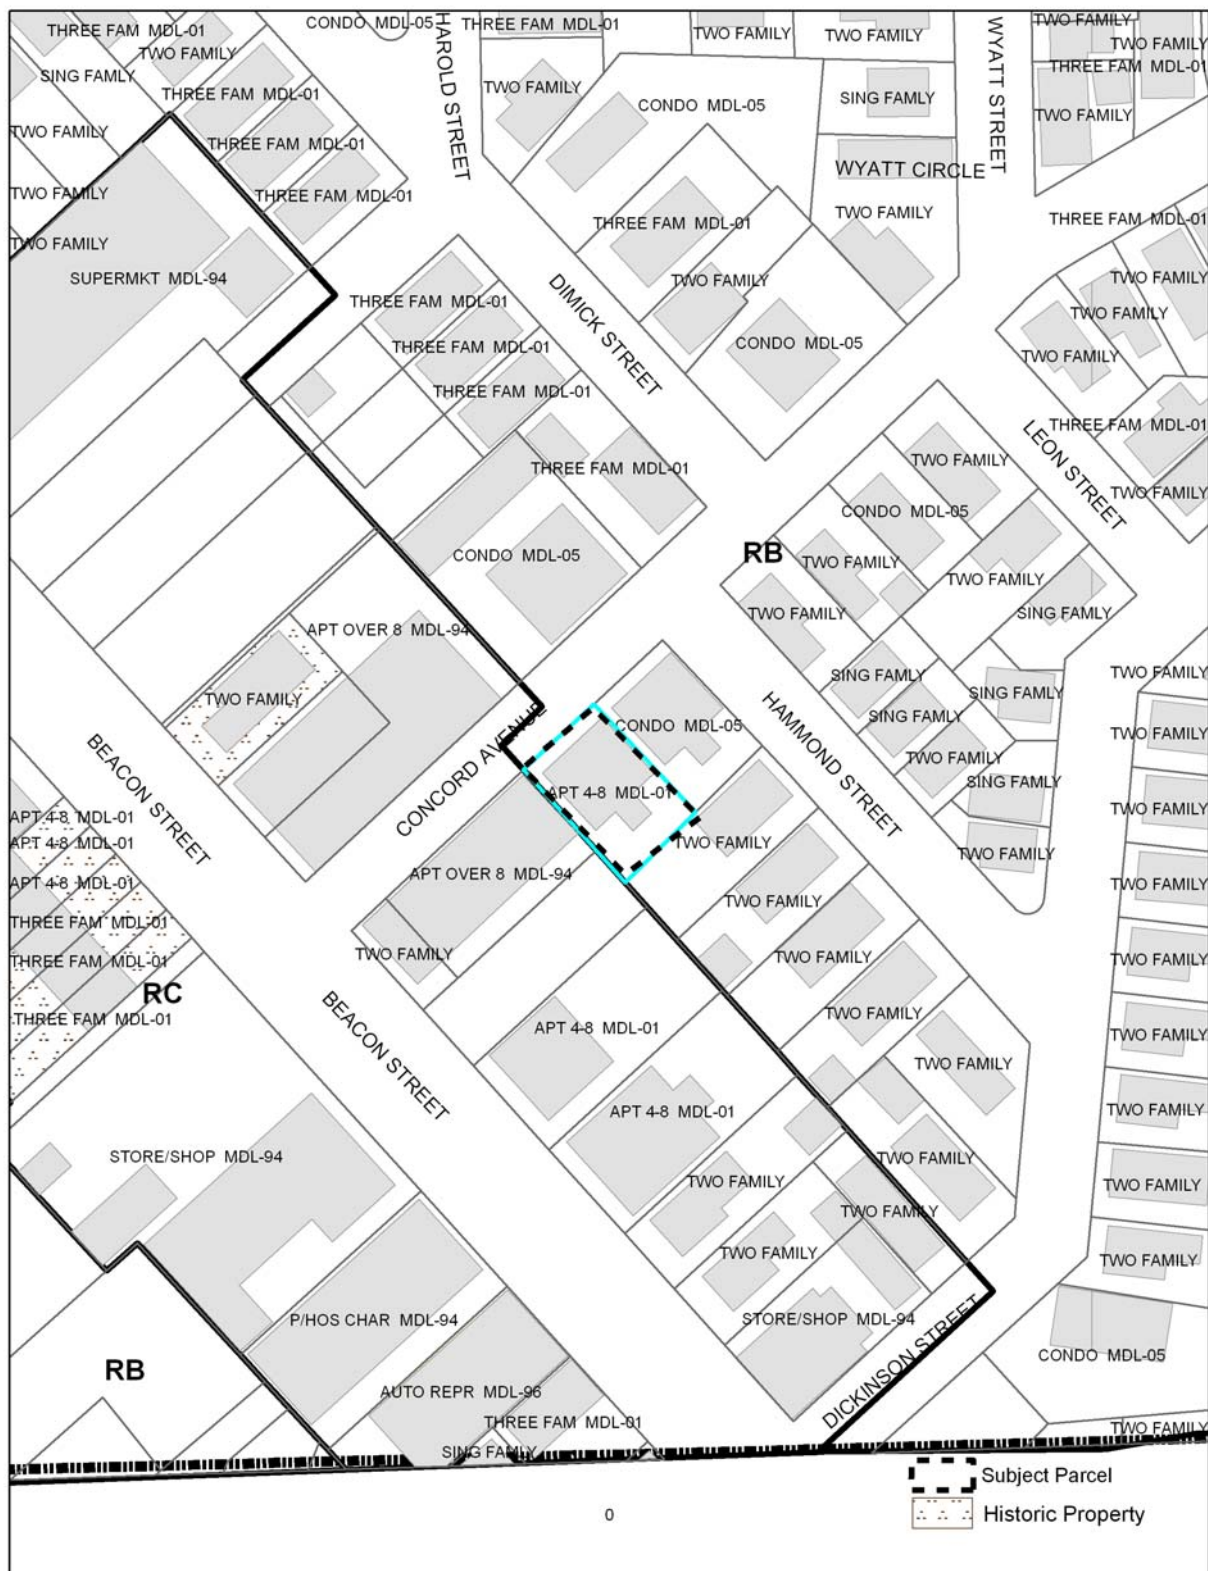 THREE FAM MDL-01
CONDO MDL-05
THREE FAM MDL-01
TWO FAMILY
TWO FAMILY
TWO FAMILY
TWO FAMILY
TWO FAMILY
SING FAMLY
THREE FAM MDL-01
HAROLD STREET
TWO FAMILY
CONDO MDL-05
SING FAMLY
WYATT STREET
THREE FAM MDL-01
TWO FAMILY
TWO FAMILY
THREE FAM MDL-01
WYATT CIRCLE
TWO FAMILY
THREE FAM MDL-01
THREE FAM MDL-01
TWO FAMILY
THREE FAM MDL-01
TWO FAMILY
SUPERMKT MDL-94
THREE FAM MDL-01
DIMICK STREET
TWO FAMILY
TWO FAMILY
TWO FAMILY
THREE FAM MDL-01
CONDO MDL-05
TWO FAMILY
THREE FAM MDL-01
THREE FAM MDL-01
LEON STREET
THREE FAM MDL-01
TWO FAMILY
TWO FAMILY
CONDO MDL-05
CONDO MDL-05
RB
TWO FAMILY
TWO FAMILY
TWO FAMILY
SING FAMLY
APT OVER 8 MDL-94
TWO FAMILY
SING FAMLY
TWO FAMILY
TWO FAMILY
SING FAMLY
SING FAMLY
CONDO MDL-05
HAMMOND STREET
TWO FAMILY
TWO FAMILY
BEACON STREET
CONCORD AVENUE
APT 4-8 MDL-01
SING FAMLY
TWO FAMILY
APT 4-8 MDL-01
APT 4-8 MDL-01
TWO FAMILY
TWO FAMILY
APT OVER 8 MDL-94
APT 4-8 MDL-01
TWO FAMILY
TWO FAMILY
THREE FAM MDL-01
THREE FAM MDL-01
TWO FAMILY
TWO FAMILY
TWO FAMILY
RC
THREE FAM MDL-01
BEACON STREET
APT 4-8 MDL-01
TWO FAMILY
TWO FAMILY
TWO FAMILY
APT 4-8 MDL-01
TWO FAMILY
STORE/SHOP MDL-94
TWO FAMILY
TWO FAMILY
TWO FAMILY
TWO FAMILY
TWO FAMILY
TWO FAMILY
P/HOS CHAR MDL-94
STORE/SHOP MDL-94
DICKINSON STREET
CONDO MDL-05
RB
AUTO REPR MDL-96
THREE FAM MDL-01
TWO FAMILY
SING FAMLY
Subject Parcel
0
Historic Property